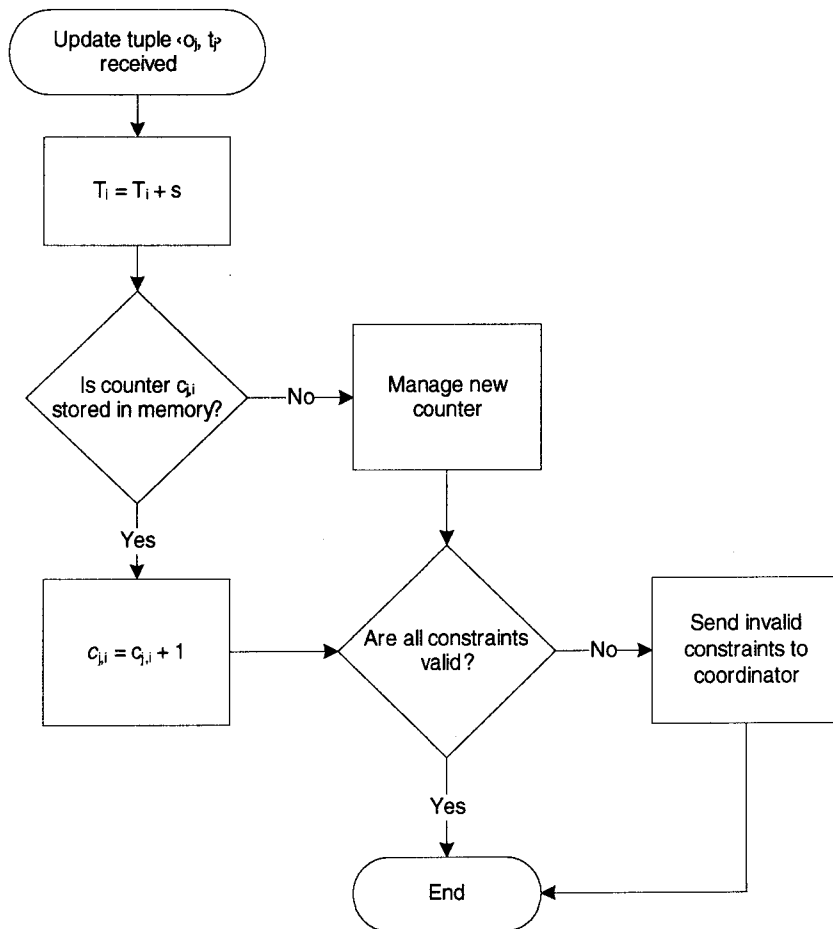 Update tuple ‹oⱼ, tⱼ›
received
Tᵢ = Tᵢ + s
Is counter cⱼ,ᵢ
stored in memory?
No
Manage new
counter
Yes
cⱼ,ᵢ = cⱼ,ᵢ + 1
Are all constraints
valid?
No
Send invalid
constraints to
coordinator
Yes
End